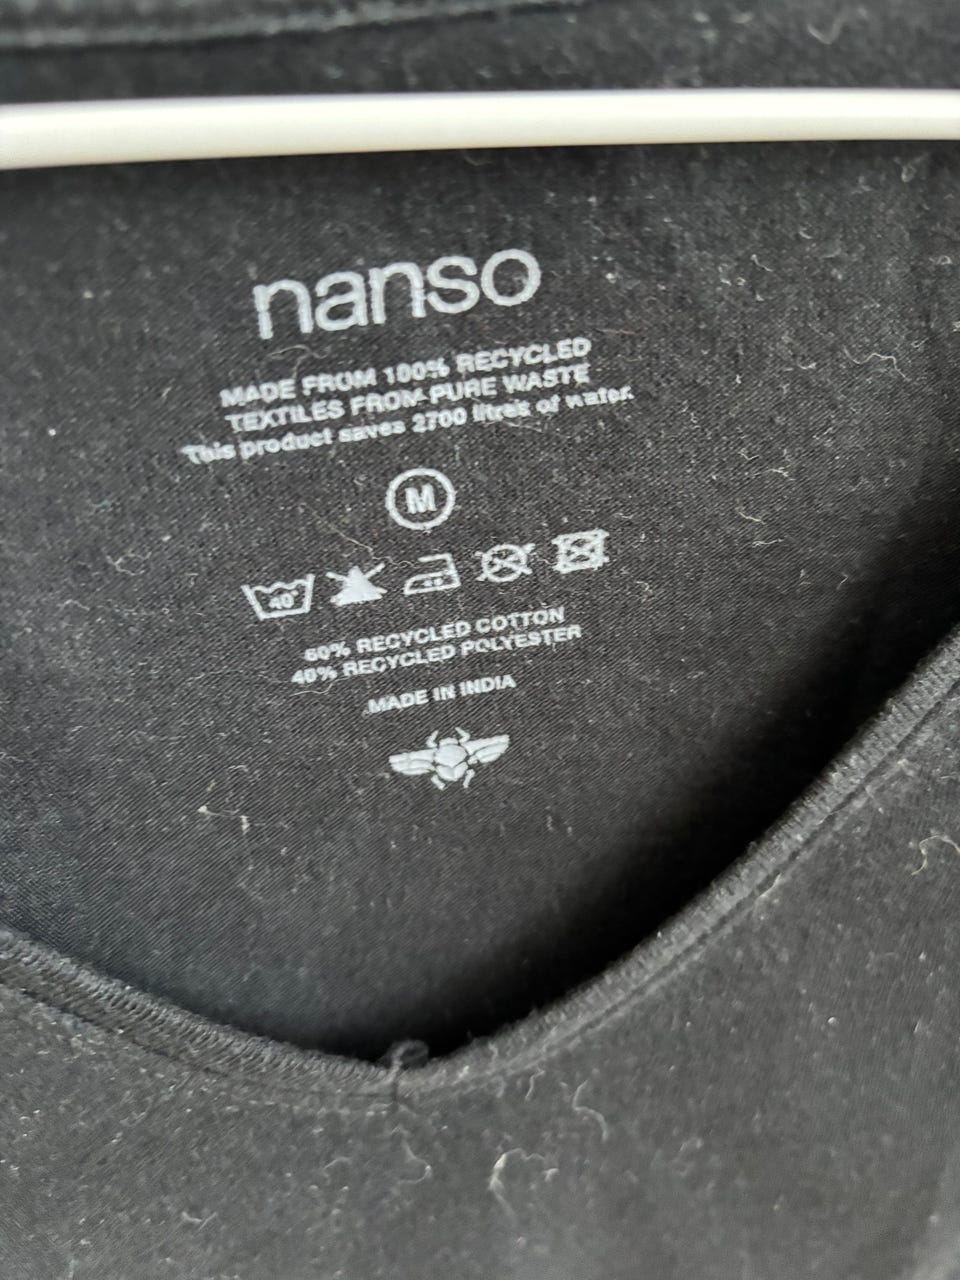 nanso
MADE FROM 100% RECYCLED
TEXTILES FROM PURE WASTE
This product saves 2700 litres of water.
M
40°
60% RECYCLED COTTON
40% RECYCLED POLYESTER
MADE IN INDIA